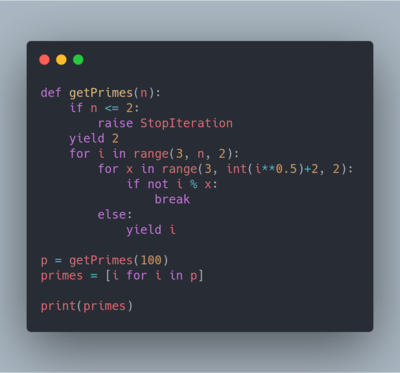 def getPrimes(n):
    if n <= 2:
        raise StopIteration
    yield 2
    for i in range(3, n, 2):
        for x in range(3, int(i**0.5)+2, 2):
            if not i % x:
                break
        else:
            yield i

p = getPrimes(100)
primes = [i for i in p]

print(primes)